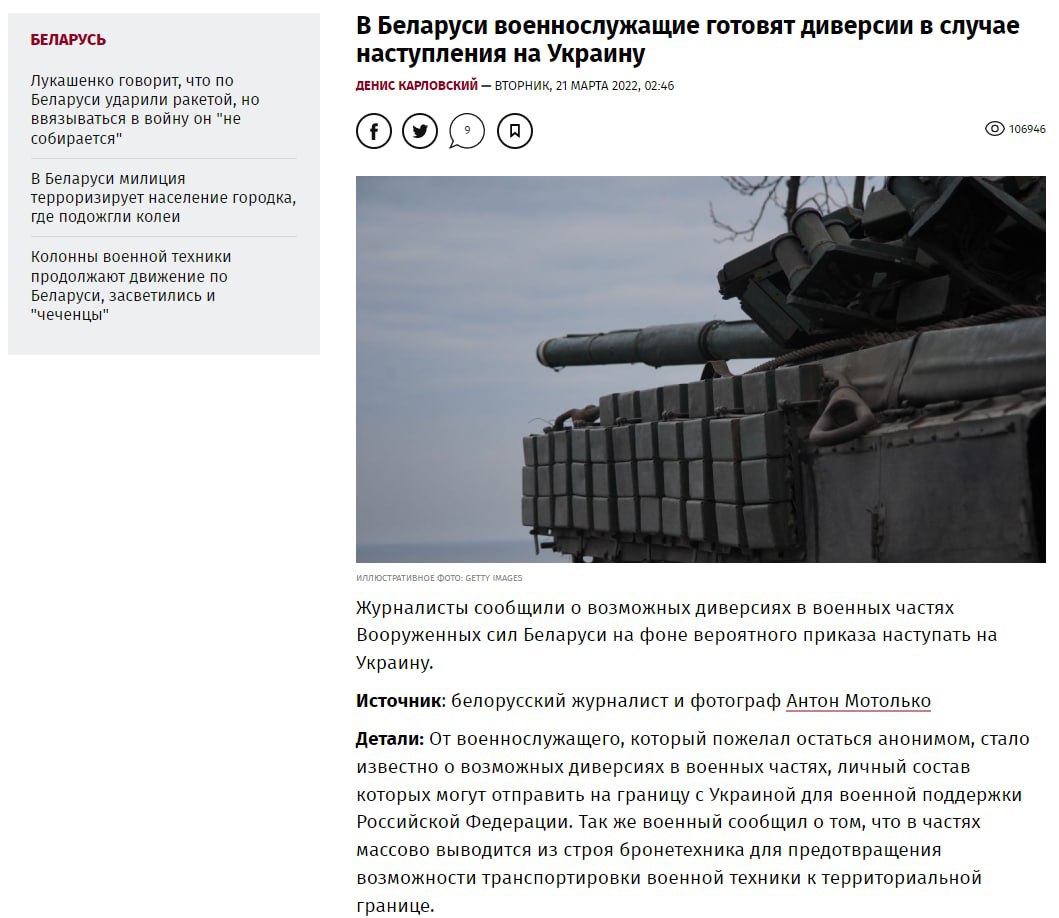 БЕЛАРУСЬ
Лукашенко говорит, что по
Беларуси ударили ракетой, но
ввязываться в войну он "не
собирается"
В Беларуси милиция
терроризирует население городка,
где подожгли колеи
Колонны военной техники
продолжают движение по
Беларуси, засветились и
"чеченцы"
В Беларуси военнослужащие готовят диверсии в случае
наступления на Украину
ДЕНИС КАРЛОВСКИЙ — ВТОРНИК, 21 МАРТА 2022, 02:46
9
106946
ИЛЛЮСТРАТИВНОЕ ФОТО: GETTY IMAGES
Журналисты сообщили о возможных диверсиях в военных частях
Вооруженных сил Беларуси на фоне вероятного приказа наступать на
Украину.
Источник: белорусский журналист и фотограф Антон Мотолько
Детали: От военнослужащего, который пожелал остаться анонимом, стало
известно о возможных диверсиях в военных частях, личный состав
которых могут отправить на границу с Украиной для военной поддержки
Российской Федерации. Так же военный сообщил о том, что в частях
массово выводится из строя бронетехника для предотвращения
возможности транспортировки военной техники к территориальной
границе.